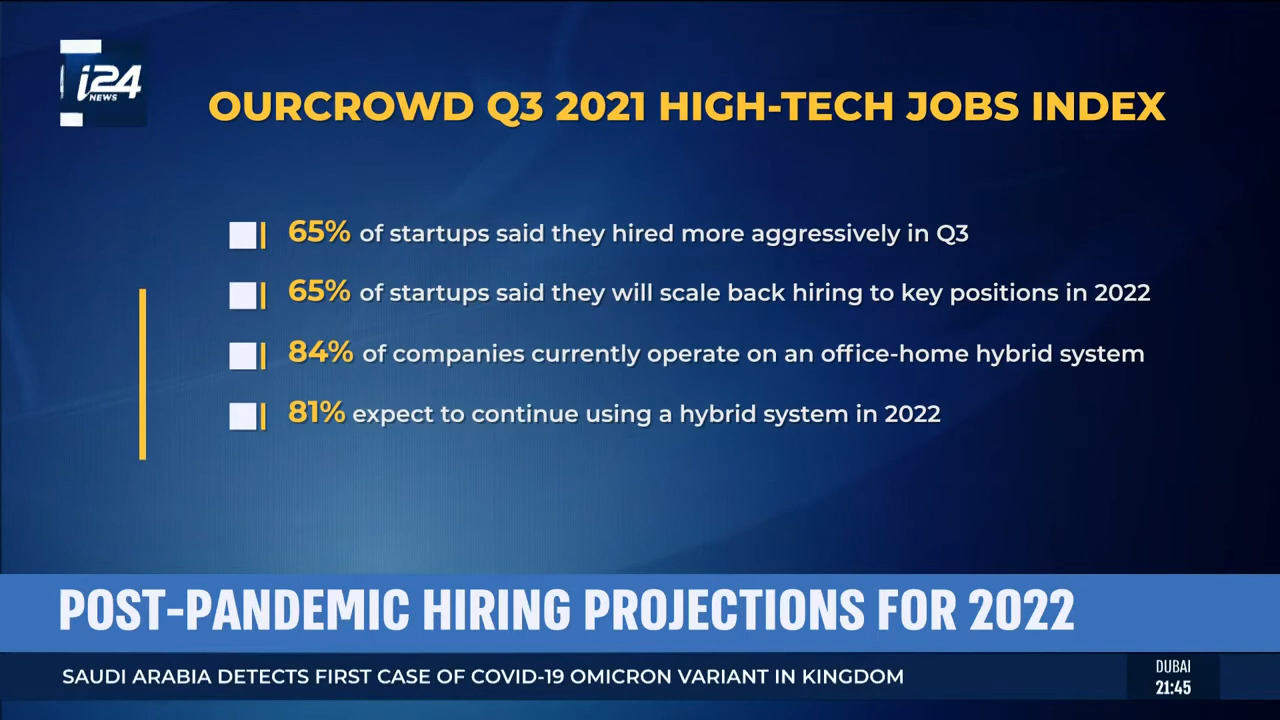 i24
NEWS
OURCROWD Q3 2021 HIGH-TECH JOBS INDEX
65% of startups said they hired more aggressively in Q3
65% of startups said they will scale back hiring to key positions in 2022
84% of companies currently operate on an office-home hybrid system
81% expect to continue using a hybrid system in 2022
POST-PANDEMIC HIRING PROJECTIONS FOR 2022
SAUDI ARABIA DETECTS FIRST CASE OF COVID-19 OMICRON VARIANT IN KINGDOM
DUBAI
21:45